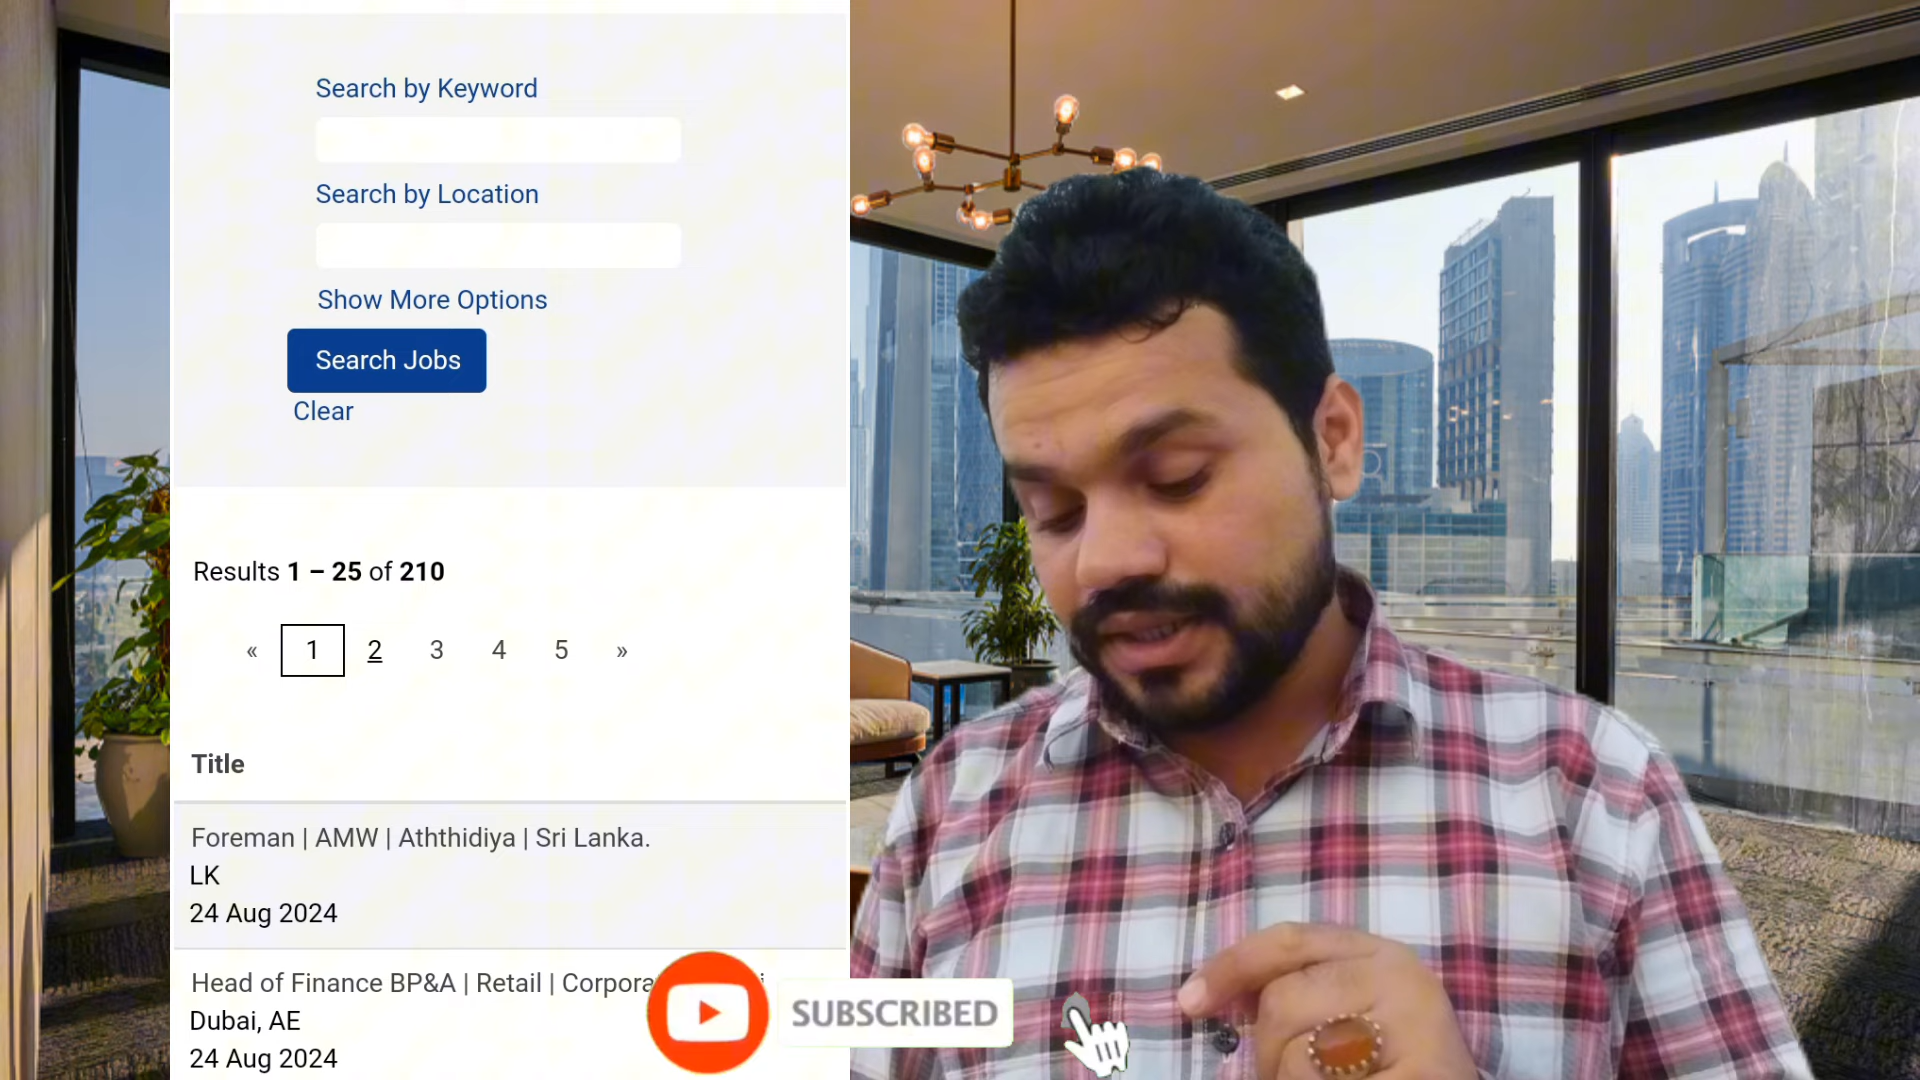 Search by Keyword
Search by Location
Show More Options
Search Jobs
Clear
Results 1 – 25 of 210
« 1 2 3 4 5 »
Title
Foreman | AMW | Aththidiya | Sri Lanka.
LK
24 Aug 2024
Head of Finance BP&A | Retail |
Dubai, AE
24 Aug 2024
SUBSCRIBED